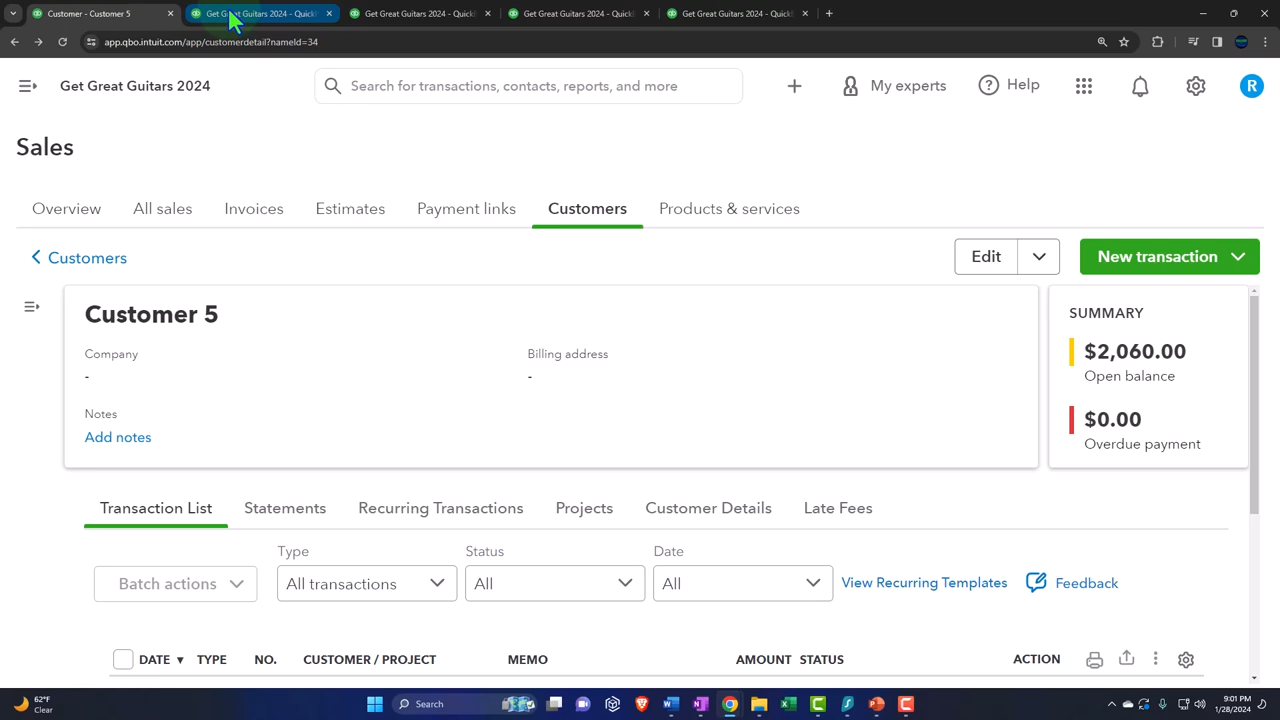 Customer - Customer 5
Get Great Guitars 2024 - Quick
Get Great Guitars 2024 - Quick
Get Great Guitars 2024 - Quick
Get Great Guitars 2024 - Quick
app.qbo.intuit.com/app/customerdetail?nameId=34
Get Great Guitars 2024
Search for transactions, contacts, reports, and more
My experts
Help
R
Sales
Overview
All sales
Invoices
Estimates
Payment links
Customers
Products & services
Customers
Edit
New transaction
Customer 5
Company
-
Billing address
-
Notes
Add notes
SUMMARY
$2,060.00
Open balance
$0.00
Overdue payment
Transaction List
Statements
Recurring Transactions
Projects
Customer Details
Late Fees
Batch actions
Type
All transactions
Status
All
Date
All
View Recurring Templates
Feedback
DATE ▼ TYPE NO. CUSTOMER / PROJECT MEMO AMOUNT STATUS ACTION
62°F
Clear
Search
9:01 PM
1/28/2024